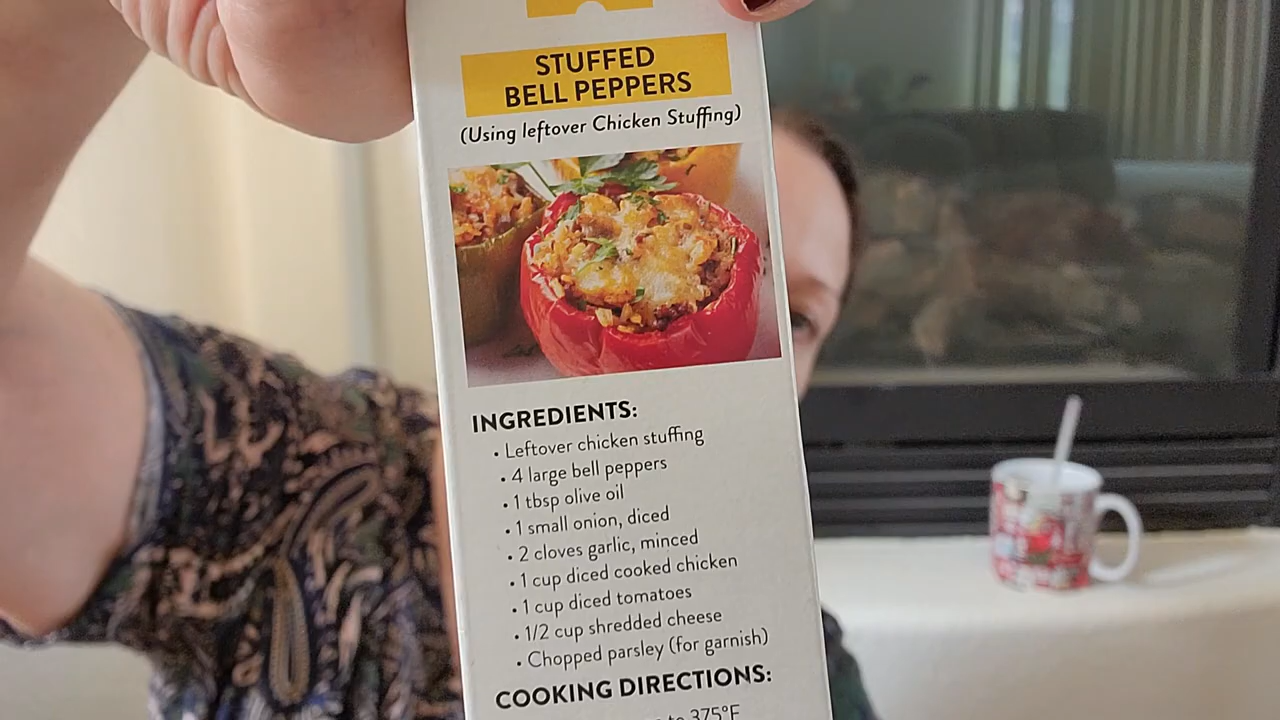 STUFFED
BELL PEPPERS
(Using leftover Chicken Stuffing)
INGREDIENTS:
• Leftover chicken stuffing
• 4 large bell peppers
• 1 tbsp olive oil
• 1 small onion, diced
• 2 cloves garlic, minced
• 1 cup diced cooked chicken
• 1 cup diced tomatoes
• 1/2 cup shredded cheese
• Chopped parsley (for garnish)
COOKING DIRECTIONS:
to 375°F